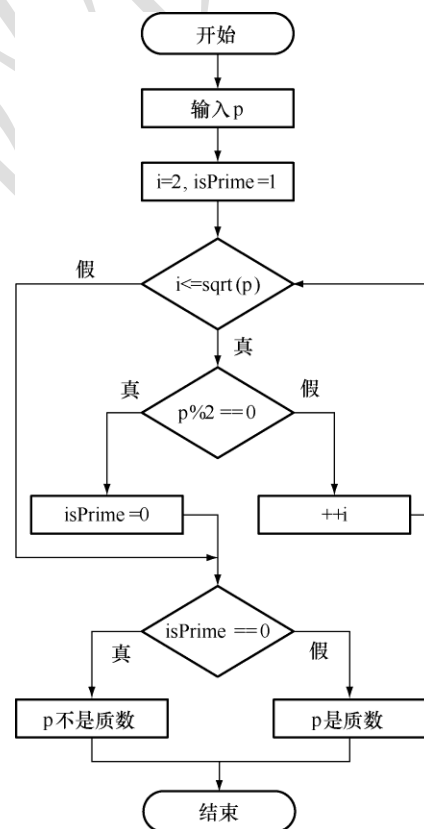 开始
输入p
i=2, isPrime=1
假
i<=sqrt(p)
真
真
假
p%2==0
isPrime=0
++i
isPrime ==0
真
假
p不是质数
p是质数
结束